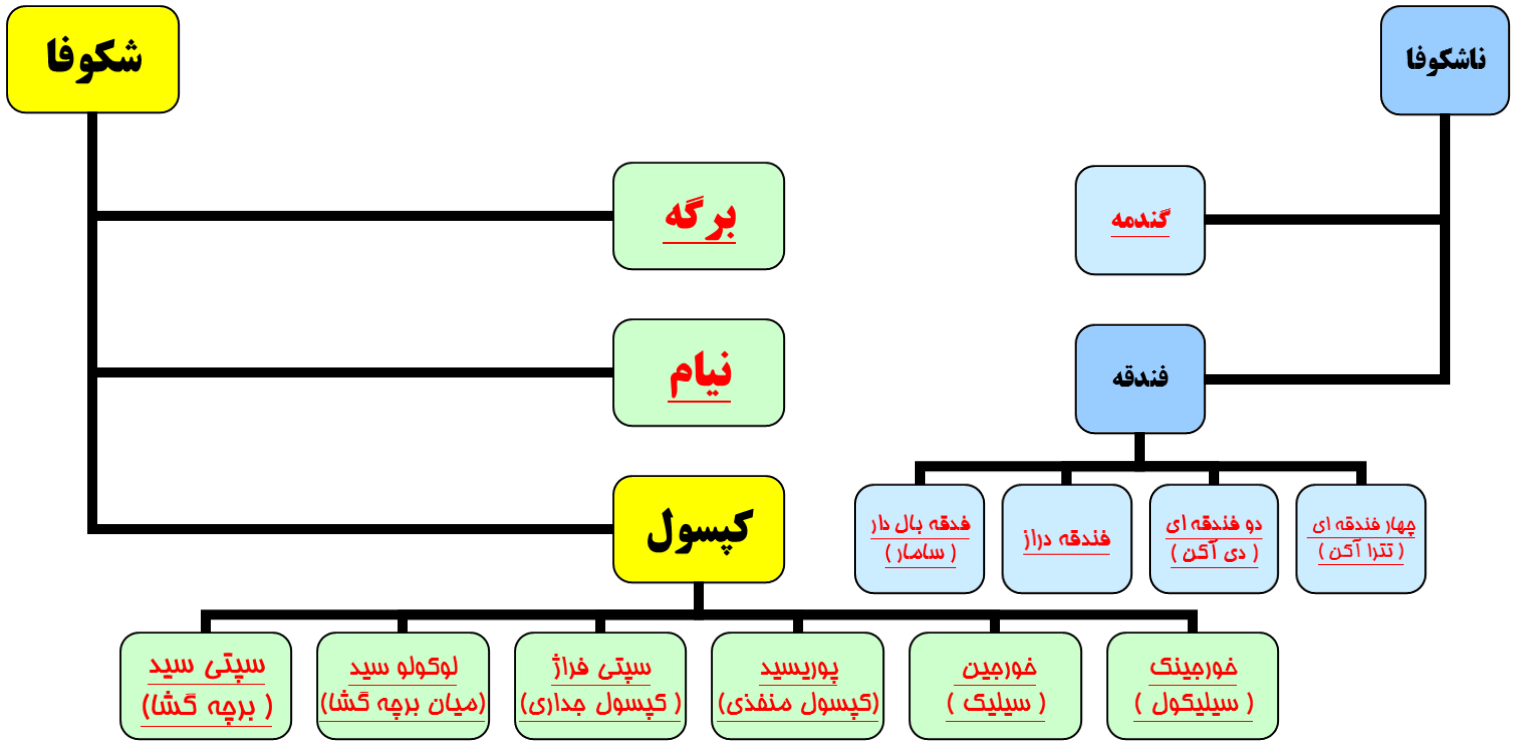 ناشکوفا
شکوفا
گندمه
برگه
فندقه
نیام
کپسول
چهار فندقه ای
( تترا آکن )
دو فندقه ای
( دی آکن )
فندقه دراز
فدقه بال دار
( سامار )
خورجینک
( سیلیکول )
خورجین
( سیلیک )
پوریسید
(کپسول منفذی)
سپتی فراژ
( کپسول جداری)
لوکولو سید
(میان برچه گشا)
سپتی سید
( برچه گشا)